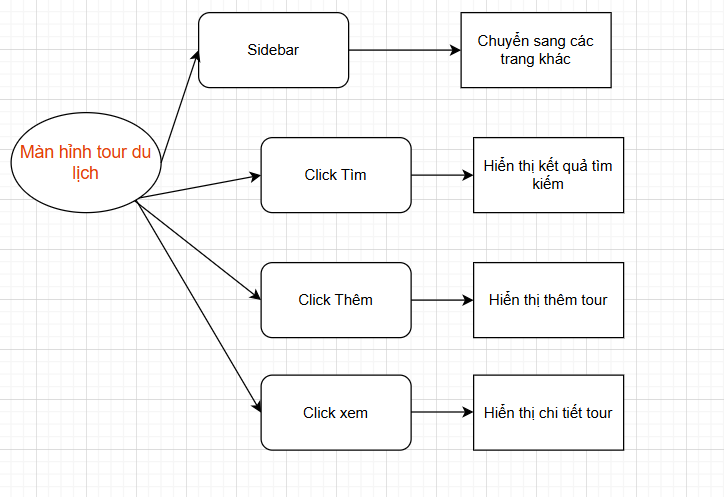 Sidebar
Chuyển sang các
trang khác
Màn hỉnh tour du
lịch
Click Tìm
Hiển thị kết quả tìm
kiếm
Click Thêm
Hiển thị thêm tour
Click xem
Hiển thị chi tiết tour